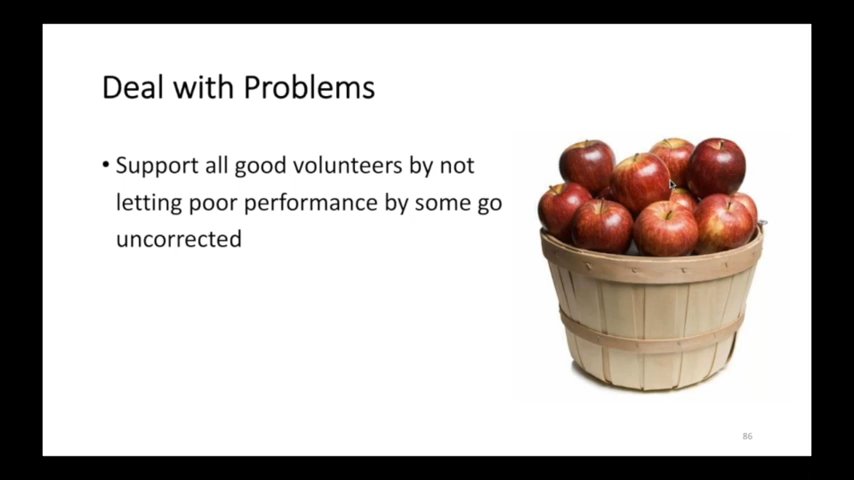 Deal with Problems
• Support all good volunteers by not
letting poor performance by some go
uncorrected
86